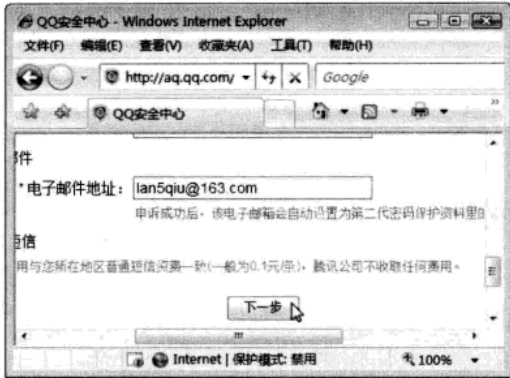 QQ安全中心 - Windows Internet Explorer
文件(F) 编辑(E) 查看(V) 收藏夹(A) 工具(T) 帮助(H)
http://aq.qq.com/ Google
QQ安全中心
件
*电子邮件地址： lan5qiu@163.com
申诉成功后，该电子邮箱会自动设置为第二代密码保护资料里的
短信
用与您所在地区普通短信资费一致(一般为0.1元/条)，腾讯公司不收取任何费用。
下一步
Internet | 保护模式: 禁用 100%